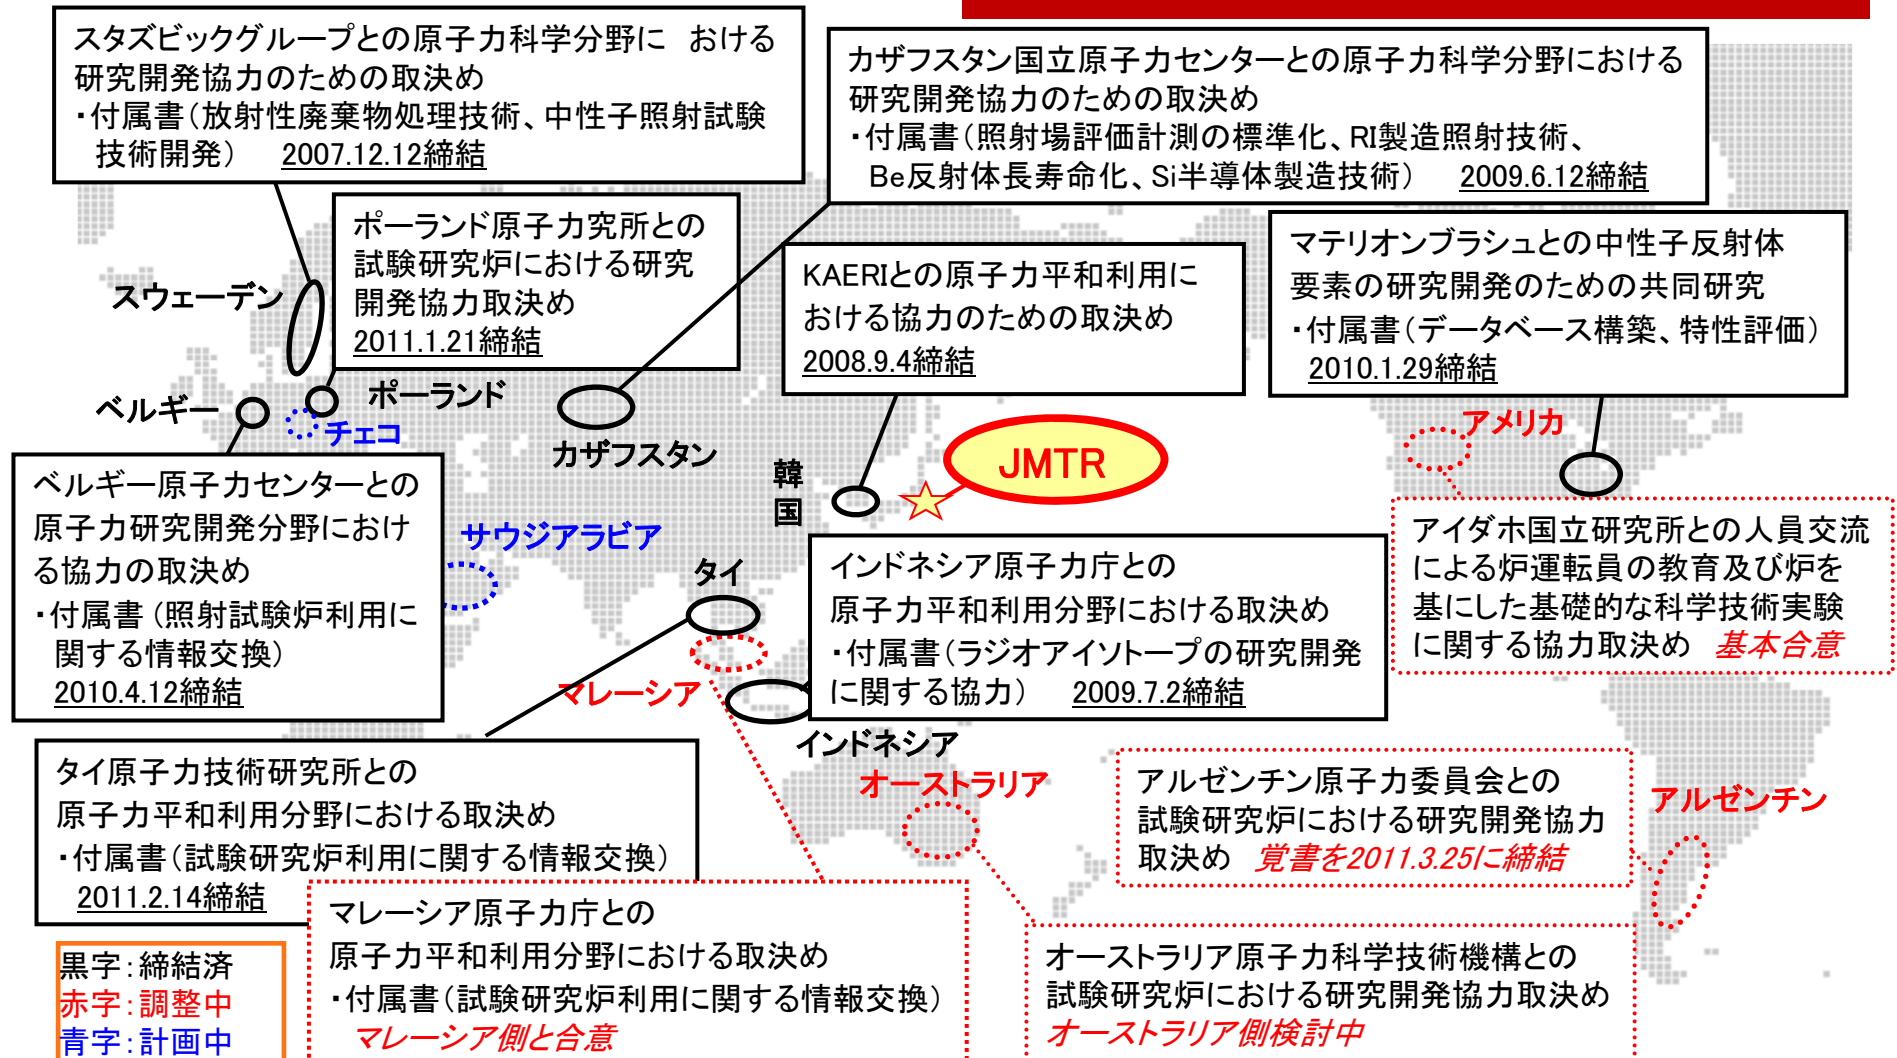 スタズビックグループとの原子力科学分野に おける
研究開発協力のための取決め
・付属書（放射性廃棄物処理技術、中性子照射試験
技術開発） 2007.12.12締結
カザフスタン国立原子力センターとの原子力科学分野における
研究開発協力のための取決め
・付属書（照射場評価計測の標準化、RI製造照射技術、
Be反射体長寿命化、Si半導体製造技術） 2009.6.12締結
ポーランド原子力究所との
試験研究炉における研究
開発協力取決め
2011.1.21締結
KAERIとの原子力平和利用に
おける協力のための取決め
2008.9.4締結
マテリオンブラシュとの中性子反射体
要素の研究開発のための共同研究
・付属書（データベース構築、特性評価）
2010.1.29締結
スウェーデン
ベルギー
ポーランド
チェコ
カザフスタン
韓
国
JMTR
アメリカ
ベルギー原子力センターとの
原子力研究開発分野におけ
る協力の取決め
・付属書（照射試験炉利用に
関する情報交換）
2010.4.12締結
サウジアラビア
タイ
マレーシア
インドネシア
インドネシア原子力庁との
原子力平和利用分野における取決め
・付属書（ラジオアイソトープの研究開発
に関する協力） 2009.7.2締結
アイダホ国立研究所との人員交流
による炉運転員の教育及び炉を
基にした基礎的な科学技術実験
に関する協力取決め 基本合意
タイ原子力技術研究所との
原子力平和利用分野における取決め
・付属書（試験研究炉利用に関する情報交換）
2011.2.14締結
オーストラリア
アルゼンチン原子力委員会との
試験研究炉における研究開発協力
取決め 覚書を2011.3.25に締結
アルゼンチン
マレーシア原子力庁との
原子力平和利用分野における取決め
・付属書（試験研究炉利用に関する情報交換）
マレーシア側と合意
オーストラリア原子力科学技術機構との
試験研究炉における研究開発協力取決め
オーストラリア側検討中
黒字：締結済
赤字：調整中
青字：計画中